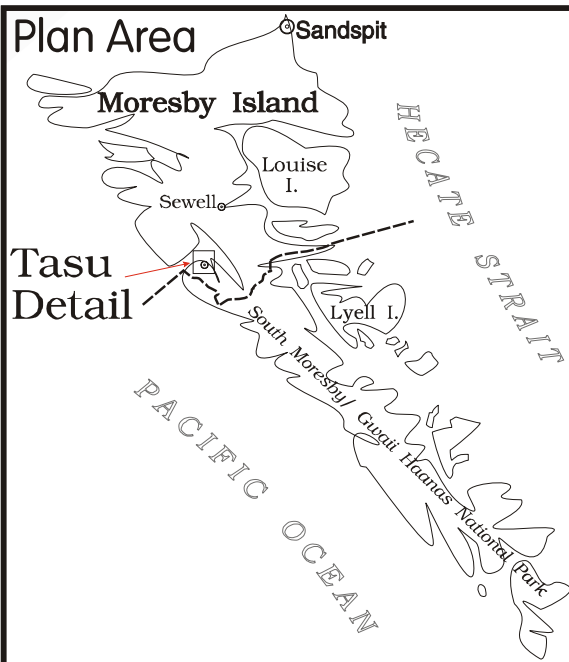 Plan Area
Sandspit
Moresby Island
HECATE STRAIT
Louise
I.
Sewell
Tasu
Detail
Lyell I.
South Moresby/ Gwaii Haanas National Park
PACIFIC OCEAN